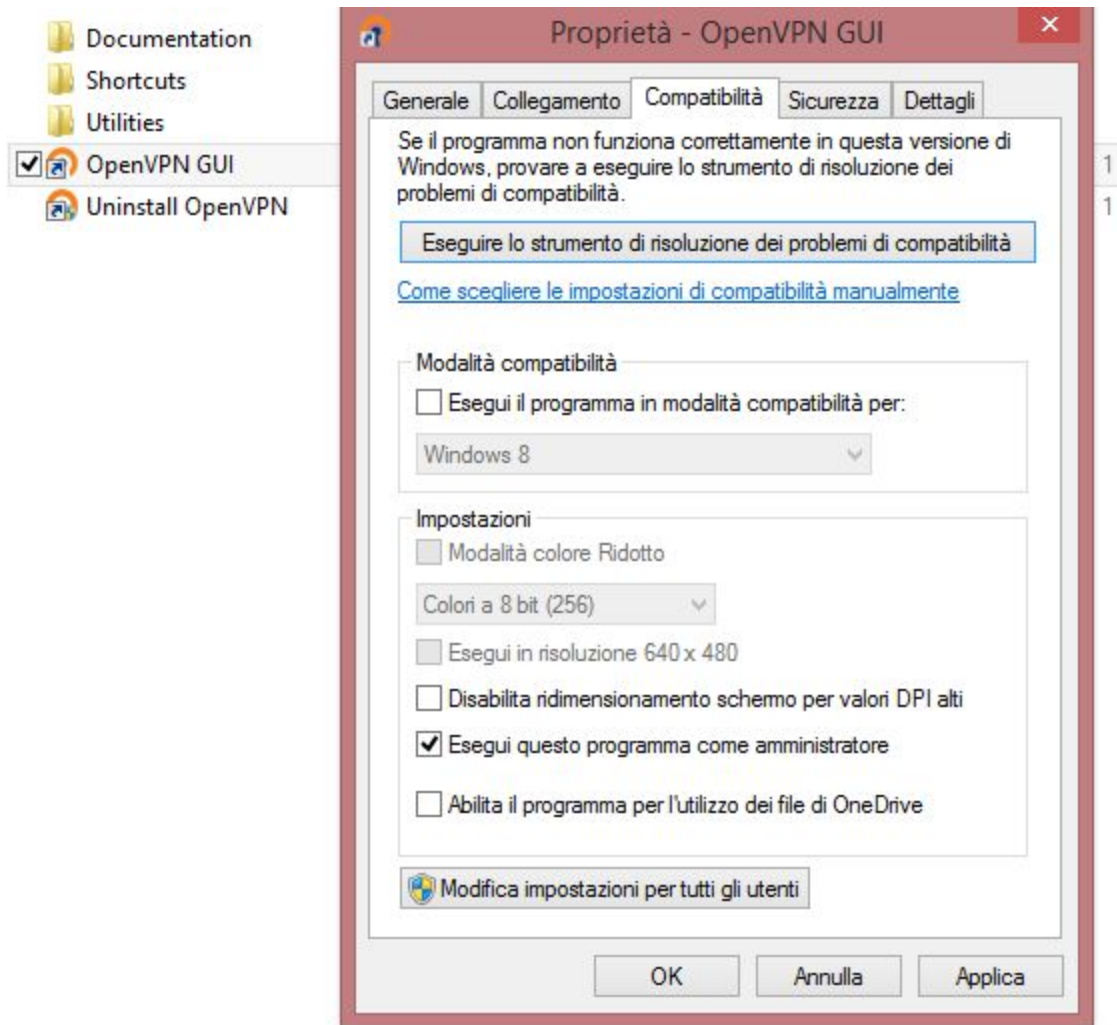 Documentation
Shortcuts
Utilities
OpenVPN GUI
1
Uninstall OpenVPN
1
Proprietà - OpenVPN GUI
Generale Collegamento Compatibilità Sicurezza Dettagli
Se il programma non funziona correttamente in questa versione di
Windows, provare a eseguire lo strumento di risoluzione dei
problemi di compatibilità.
Eseguire lo strumento di risoluzione dei problemi di compatibilità
Come scegliere le impostazioni di compatibilità manualmente
Modalità compatibilità
Esegui il programma in modalità compatibilità per:
Windows 8
Impostazioni
Modalità colore Ridotto
Colori a 8 bit (256)
Esegui in risoluzione 640 x 480
Disabilita ridimensionamento schermo per valori DPI alti
Esegui questo programma come amministratore
Abilita il programma per l'utilizzo dei file di OneDrive
Modifica impostazioni per tutti gli utenti
OK Annulla Applica